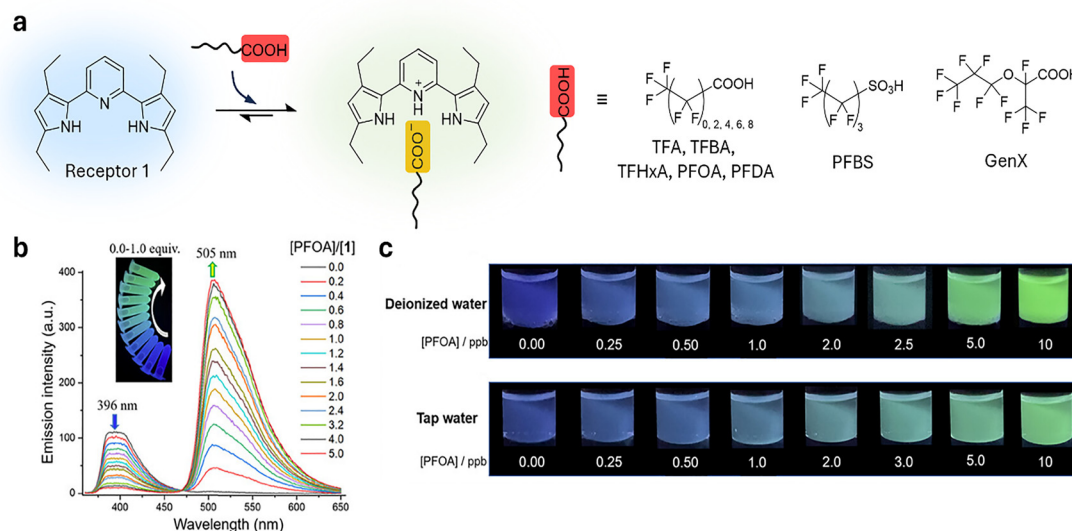 a
COOH
N
NH HN
Receptor 1
N
+
H
NH HN
COO−
COOH
≡
F F F F F COOH
0, 2, 4, 6, 8
TFA, TFBA,
TFHxA, PFOA, PFDA
F F F F F SO3H
3
PFBS
F F F F F F F O F COOH F F F
GenX
b
0.0-1.0 equiv.
505 nm
[PFOA]/[1]
396 nm
Emission intensity (a.u.)
400
300
200
100
0
400 450 500 550 600 650
Wavelength (nm)
0.0
0.2
0.4
0.6
0.8
1.0
1.2
1.4
1.6
2.0
2.4
3.2
4.0
5.0
c
Deionized water
[PFOA] / ppb 0.00 0.25 0.50 1.0 2.0 2.5 5.0 10
Tap water
[PFOA] / ppb 0.00 0.25 0.50 1.0 2.0 3.0 5.0 10